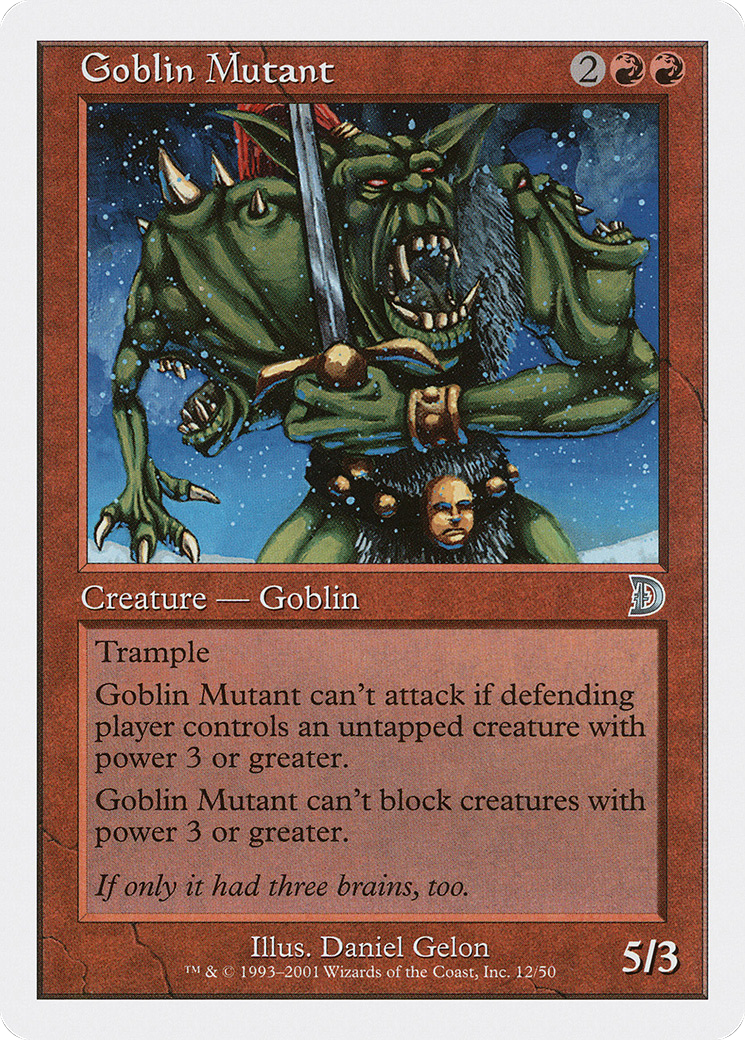 Goblin Mutant 2
Creature — Goblin
Trample
Goblin Mutant can't attack if defending
player controls an untapped creature with
power 3 or greater.
Goblin Mutant can't block creatures with
power 3 or greater.
If only it had three brains, too.
Illus. Daniel Gelon
™ & © 1993–2001 Wizards of the Coast, Inc. 12/50
5/3